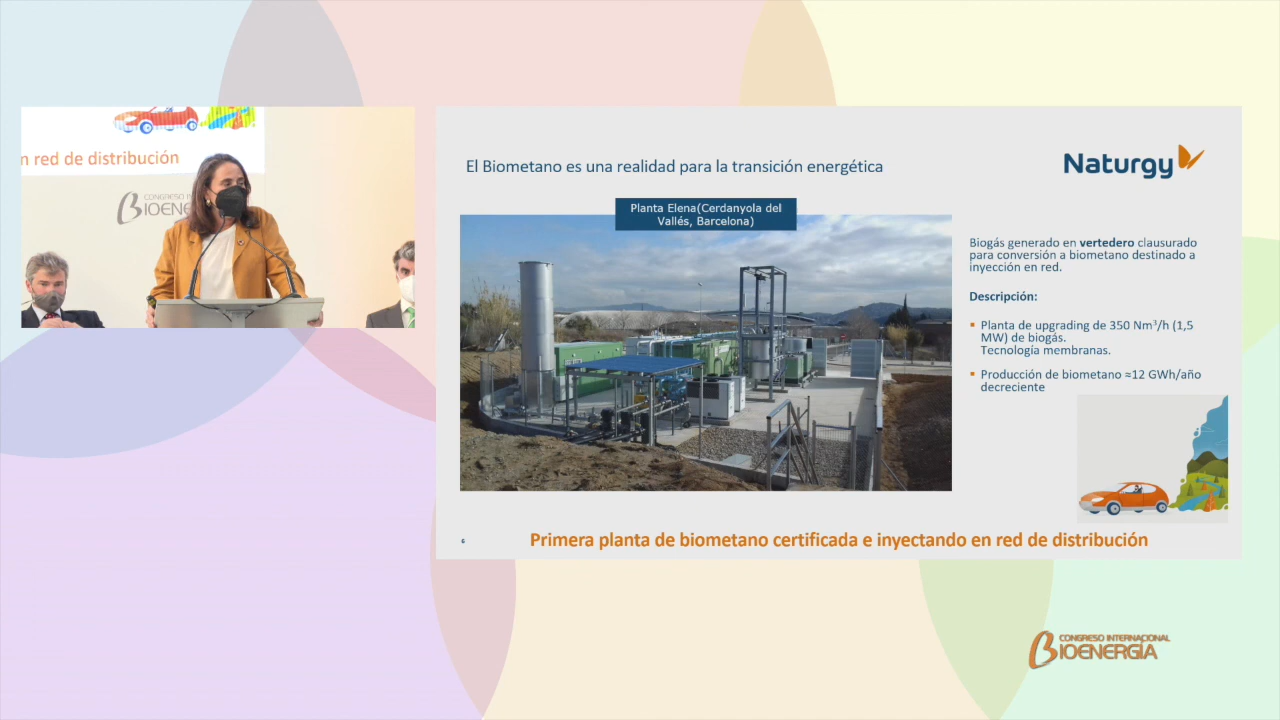 n red de distribución
CONGRESO IN
BIOENE
El Biometano es una realidad para la transición energética
Naturgy
Planta Elena(Cerdanyola del
Vallés, Barcelona)
Biogás generado en vertedero clausurado
para conversión a biometano destinado a
inyección en red.
Descripción:
▪ Planta de upgrading de 350 Nm³/h (1,5
MW) de biogás.
Tecnología membranas.
▪ Producción de biometano ≈12 GWh/año
decreciente
6
Primera planta de biometano certificada e inyectando en red de distribución
CONGRESO INTERNACIONAL
BIOENERGÍA